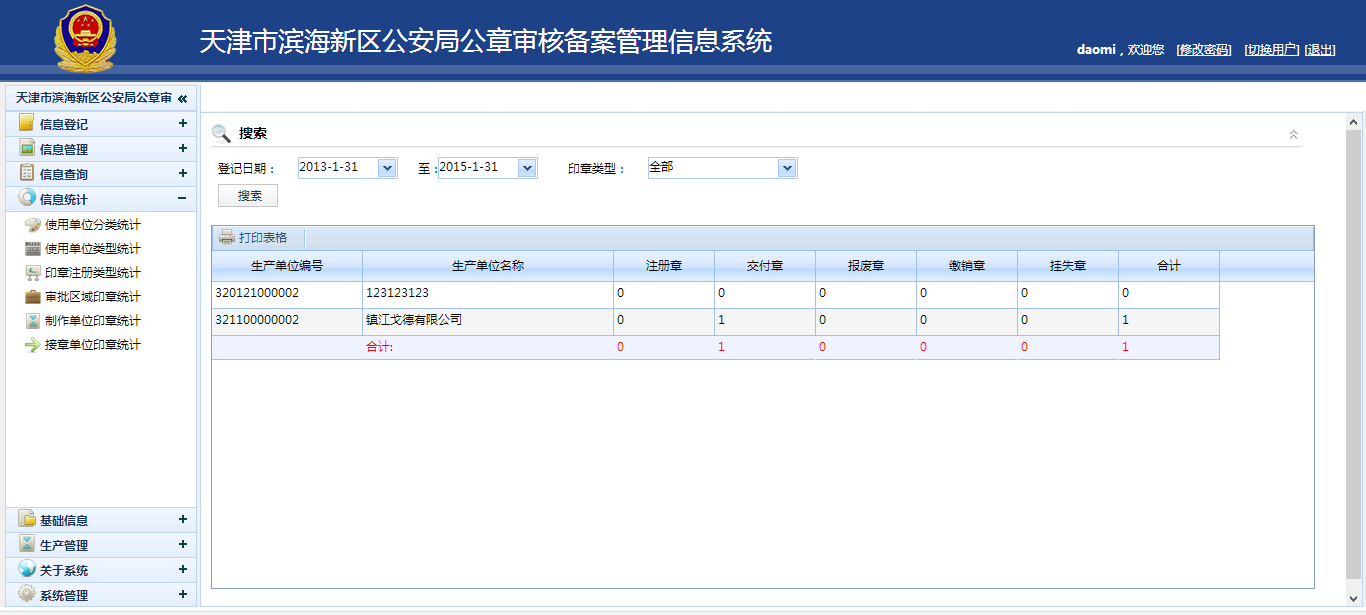 天津市滨海新区公安局公章审核备案管理信息系统
daomi，欢迎您 [修改密码] [切换用户] [退出]
天津市滨海新区公安局公章审
信息登记
信息管理
信息查询
信息统计
使用单位分类统计
使用单位类型统计
印章注册类型统计
审批区域印章统计
制作单位印章统计
接章单位印章统计
基础信息
生产管理
关于系统
系统管理
搜索
登记日期： 2013-1-31 至：2015-1-31 印章类型： 全部
搜索
打印表格
生产单位编号 生产单位名称 注册章 交付章 报废章 缴销章 挂失章 合计
320121000002 123123123 0 0 0 0 0 0
321100000002 镇江戈德有限公司 0 1 0 0 0 1
合计: 0 1 0 0 0 1